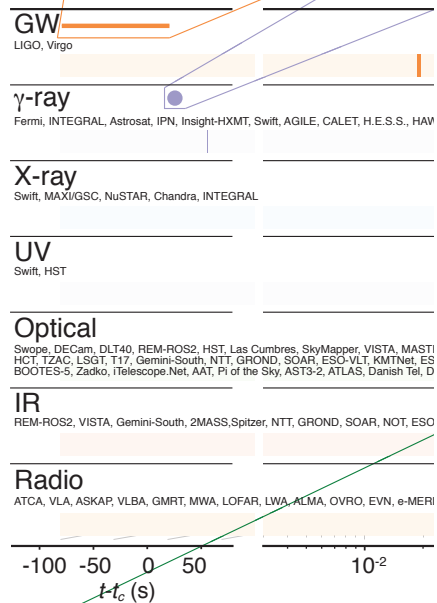 GW
LIGO, Virgo
γ-ray
Fermi, INTEGRAL, Astrosat, IPN, Insight-HXMT, Swift, AGILE, CALET, H.E.S.S., HAW
X-ray
Swift, MAXI/GSC, NuSTAR, Chandra, INTEGRAL
UV
Swift, HST
Optical
Swope, DECam, DLT40, REM-ROS2, HST, Las Cumbres, SkyMapper, VISTA, MAST
HCT, TZAC, LSGT, T17, Gemini-South, NTT, GROND, SOAR, ESO-VLT, KMTNet, ES
BOOTES-5, Zadko, iTelescope.Net, AAT, Pi of the Sky, AST3-2, ATLAS, Danish Tel, D
IR
REM-ROS2, VISTA, Gemini-South, 2MASS,Spitzer, NTT, GROND, SOAR, NOT, ESO
Radio
ATCA, VLA, ASKAP, VLBA, GMRT, MWA, LOFAR, LWA, ALMA, OVRO, EVN, e-MER
-100 -50 0 50 10⁻²
t-t_c (s)